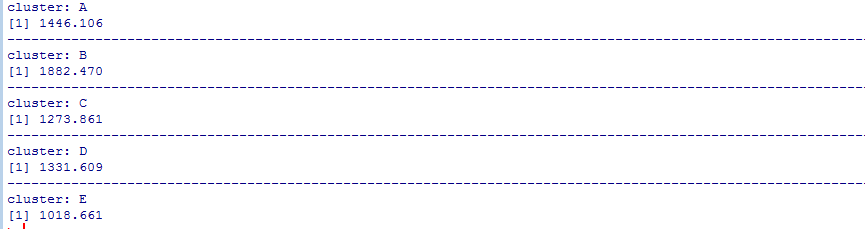 cluster: A
[1] 1446.106
--------------------------------------------------------------------------------------------------------
cluster: B
[1] 1882.470
--------------------------------------------------------------------------------------------------------
cluster: C
[1] 1273.861
--------------------------------------------------------------------------------------------------------
cluster: D
[1] 1331.609
--------------------------------------------------------------------------------------------------------
cluster: E
[1] 1018.661